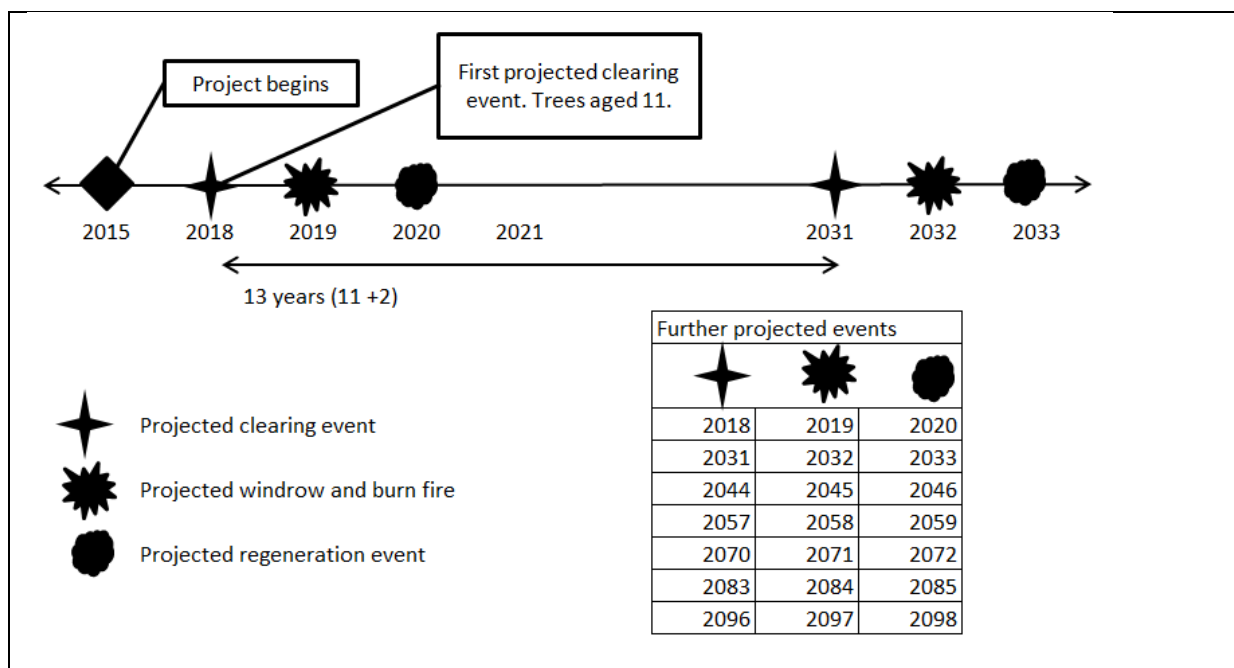 Project begins
First projected clearing
event. Trees aged 11.
2015 2018 2019 2020 2021 2031 2032 2033
13 years (11 +2)
Further projected events
Projected clearing event
Projected windrow and burn fire
Projected regeneration event
2018 2019 2020
2031 2032 2033
2044 2045 2046
2057 2058 2059
2070 2071 2072
2083 2084 2085
2096 2097 2098